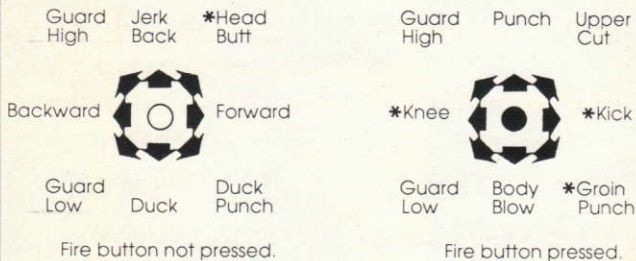 Guard High
Jerk Back
*Head Butt
Backward
Forward
Guard Low
Duck
Duck Punch
Fire button not pressed.
Guard High
Punch
Upper Cut
*Knee
*Kick
Guard Low
Body Blow
*Groin Punch
Fire button pressed.